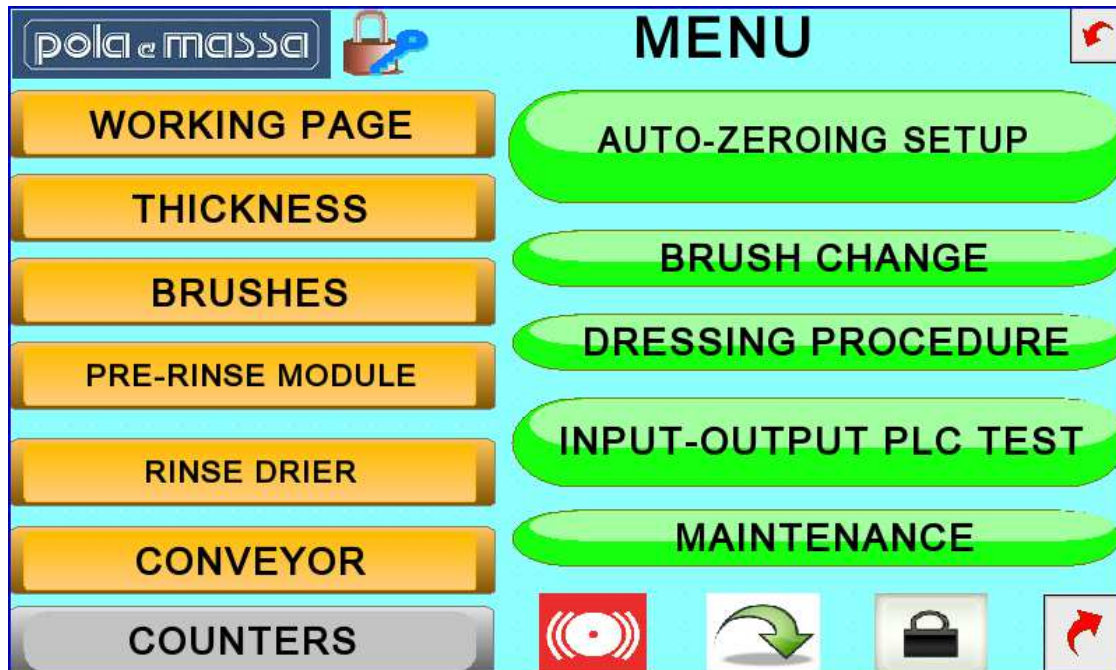 pola e massa
MENU
WORKING PAGE
THICKNESS
BRUSHES
PRE-RINSE MODULE
RINSE DRIER
CONVEYOR
COUNTERS
AUTO-ZEROING SETUP
BRUSH CHANGE
DRESSING PROCEDURE
INPUT-OUTPUT PLC TEST
MAINTENANCE